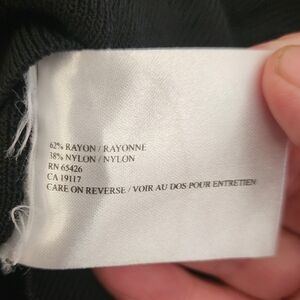 62% RAYON / RAYONNE
38% NYLON / NYLON
RN 65426
CA 19117
CARE ON REVERSE / VOIR AU DOS POUR ENTRETIEN